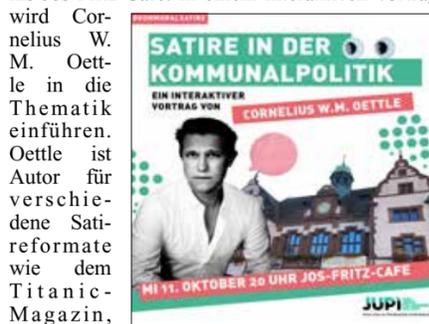 wird Cor-
nelius W.
M. Oett-
le in die
Thematik
einführen.
Oettle ist
Autor für
verschie-
dene Sati-
reformate
wie dem
Titanic-
Magazin,
#KOMMUNALSATIRE
SATIRE IN DER
KOMMUNALPOLITIK
EIN INTERAKTIVER
VORTRAG VON
CORNELIUS W.M. OETTLE
MI 11. OKTOBER 20 UHR JOS-FRITZ-CAFE
JUPI